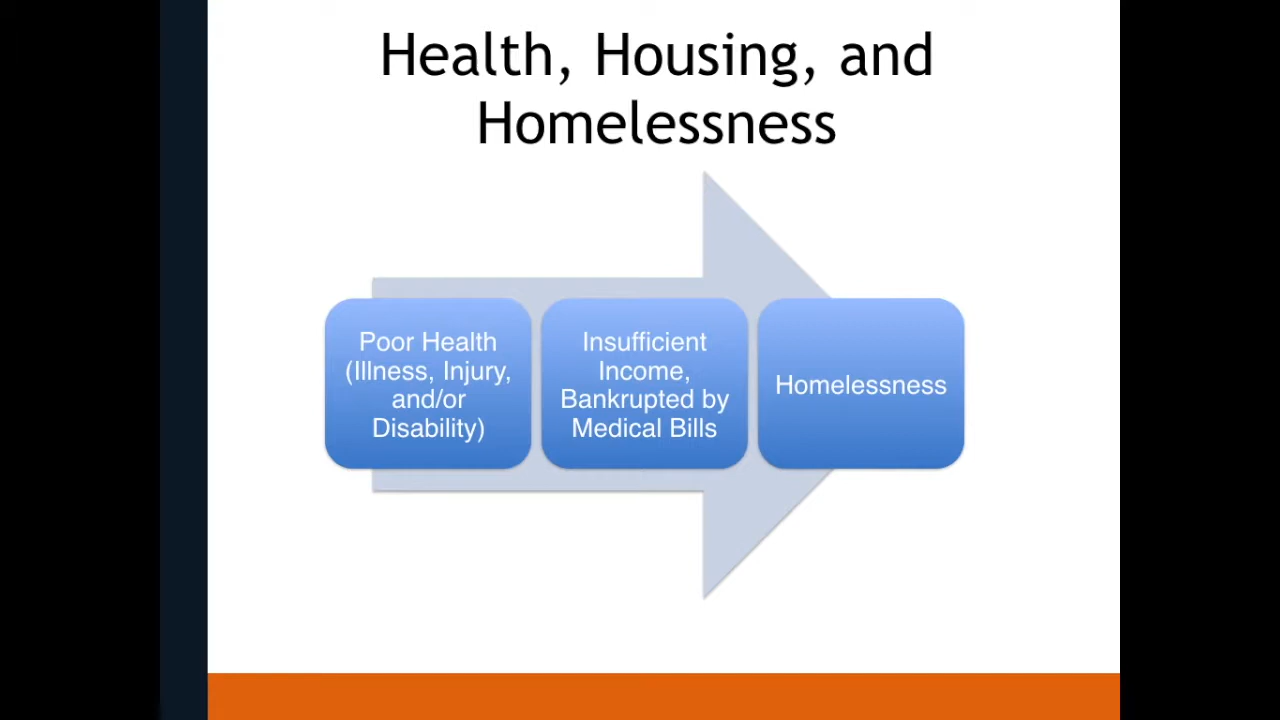 Health, Housing, and
Homelessness
Poor Health
(Illness, Injury,
and/or
Disability)
Insufficient
Income,
Bankrupted by
Medical Bills
Homelessness